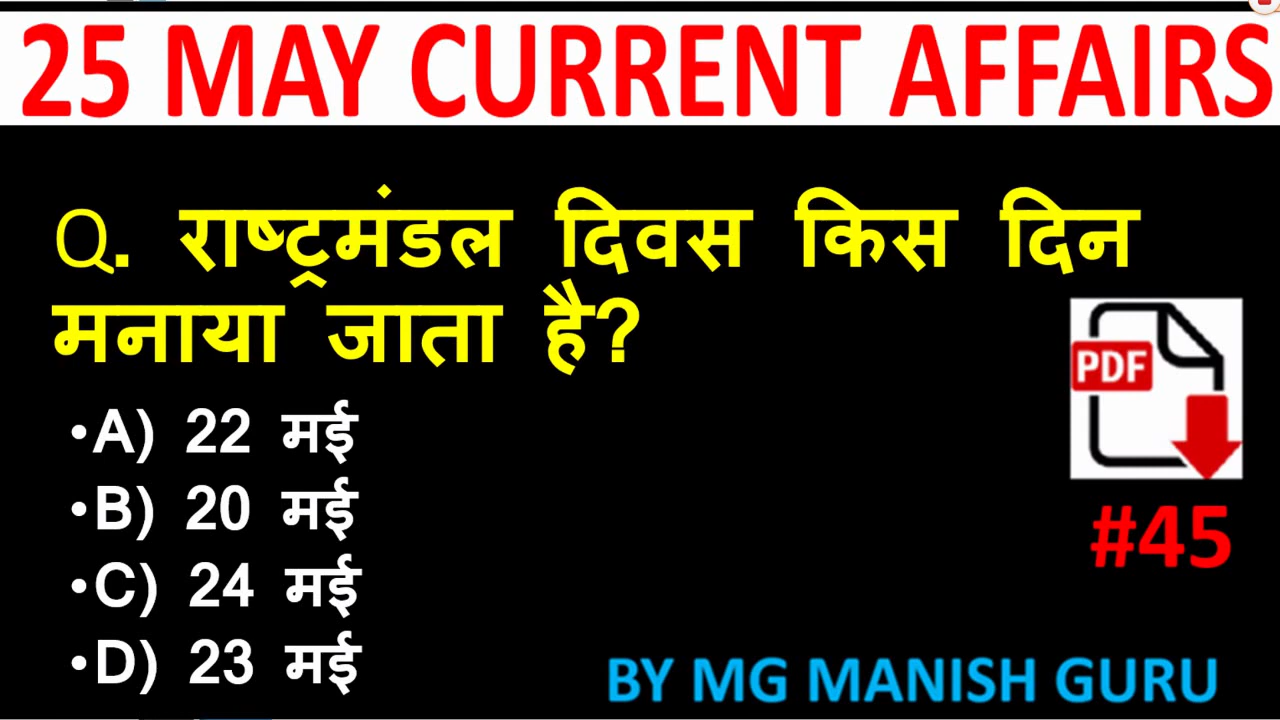 25 MAY CURRENT AFFAIRS
Q. राष्ट्रमंडल दिवस किस दिन
मनाया जाता है?
•A) 22 मई
•B) 20 मई
•C) 24 मई
•D) 23 मई
PDF
#45
BY MG MANISH GURU